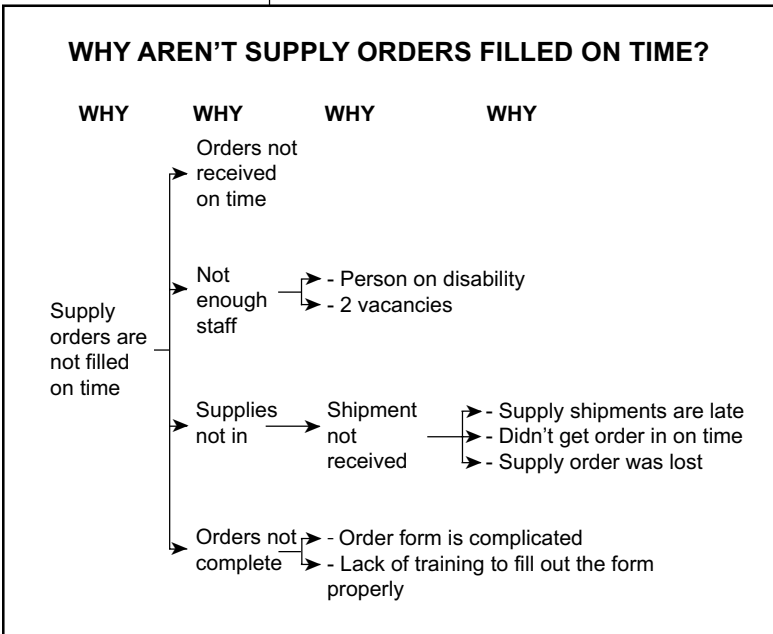 WHY AREN'T SUPPLY ORDERS FILLED ON TIME?
WHY WHY WHY WHY
Orders not
received
on time
Not
enough
staff
- Person on disability
- 2 vacancies
Supply
orders are
not filled
on time
Supplies
not in
Shipment
not
received
- Supply shipments are late
- Didn't get order in on time
- Supply order was lost
Orders not
complete
- Order form is complicated
- Lack of training to fill out the form
properly